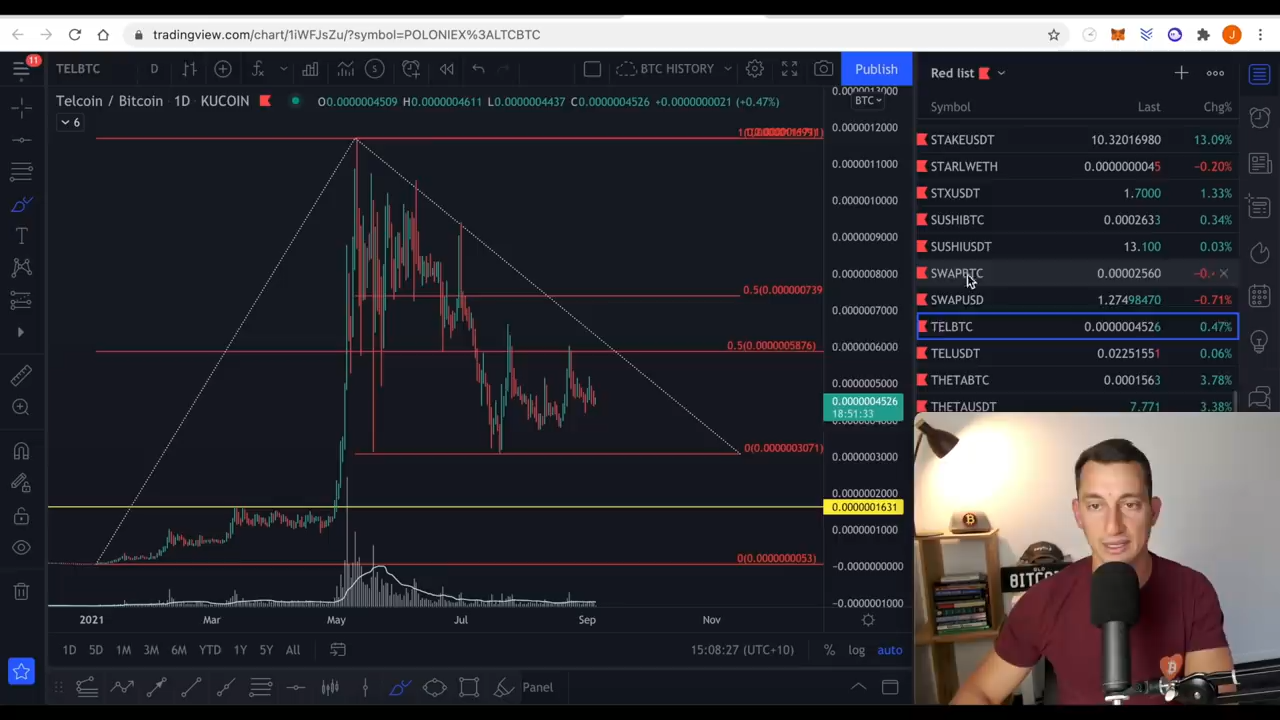 tradingview.com/chart/1iWFJsZu/?symbol=POLONIEX%3ALTCBTC
J
11
TELBTC
D
BTC HISTORY
Publish
Red list
Telcoin / Bitcoin 1D KUCOIN O0.0000004509 H0.0000004611 L0.0000004437 C0.0000004526 +0.0000000021 (+0.47%)
6
0.0000013000
BTC
0.0000012000
0.0000011000
0.0000010000
0.0000009000
0.0000008000
0.0000007000
0.0000006000
0.0000005000
0.0000004526
18:51:33
0.0000003000
0.0000002000
0.0000001631
0.0000001000
−0.0000000000
−0.0000001000
0.5(0.000000739
0.5(0.0000005876)
0(0.0000003071)
0(0.0000000053)
2021 Mar May Jul Sep Nov
1D 5D 1M 3M 6M YTD 1Y 5Y All
15:08:27 (UTC+10) % log auto
Panel
Symbol Last Chg%
STAKEUSDT 10.32016980 13.09%
STARLWETH 0.0000000045 −0.20%
STXUSDT 1.7000 1.33%
SUSHIBTC 0.0002633 0.34%
SUSHIUSDT 13.100 0.03%
SWAPBTC 0.00002560 −0.
SWAPUSD 1.27498470 −0.71%
TELBTC 0.0000004526 0.47%
TELUSDT 0.02251551 0.06%
THETABTC 0.0001563 3.78%
THETAUSDT 7.771 3.38%
BITCO